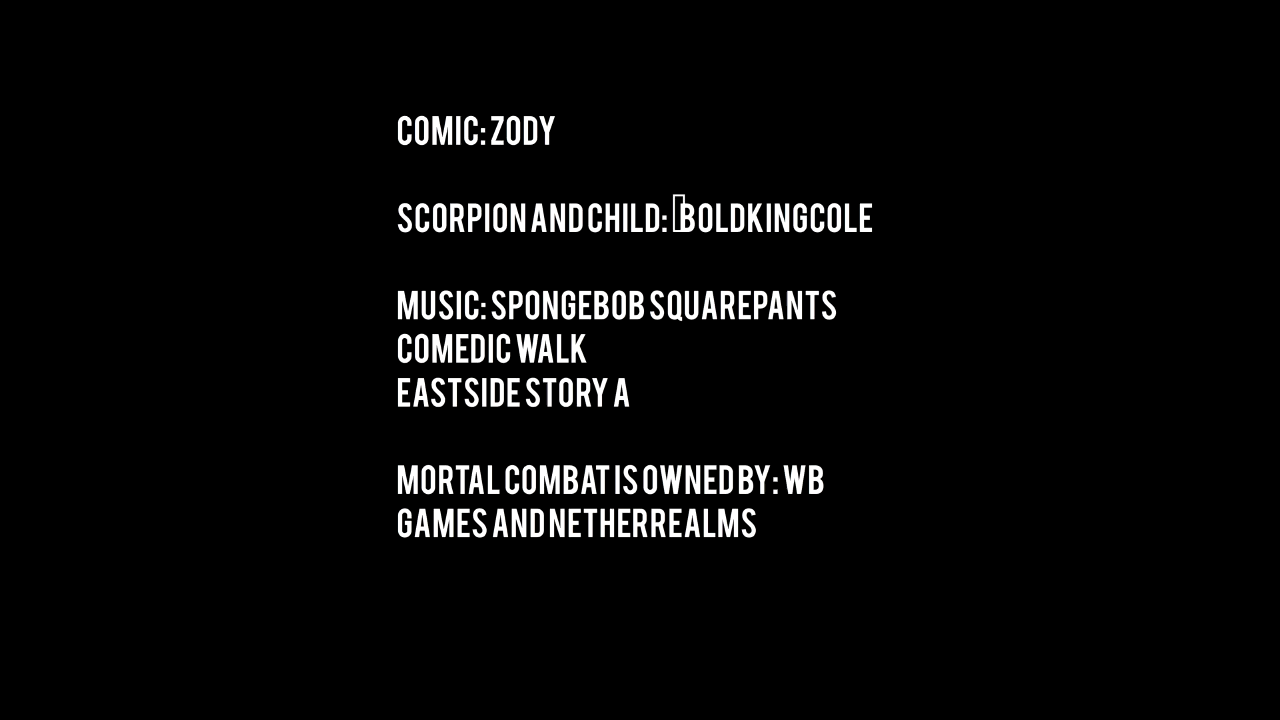 COMIC: ZODY
SCORPION AND CHILD: BOLDKINGCOLE
MUSIC: SPONGEBOB SQUAREPANTS
COMEDIC WALK
EASTSIDE STORY A
MORTAL COMBAT IS OWNED BY: WB
GAMES AND NETHERREALMS